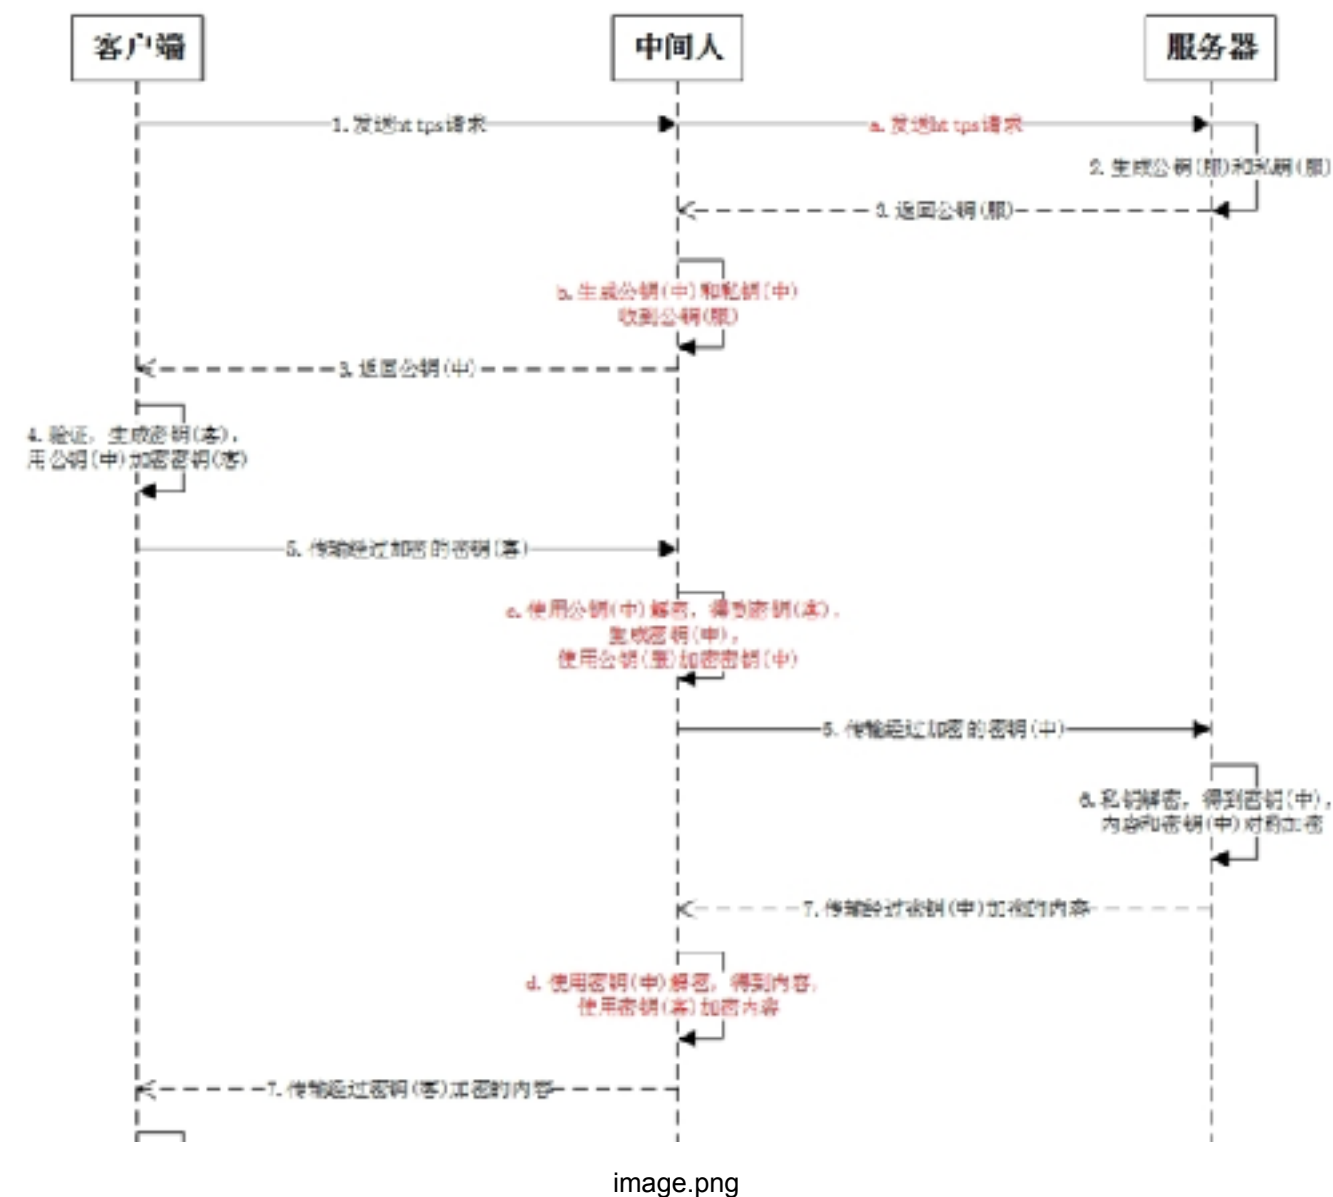 客户端
中间人
服务器
1.发送https请求
a.发送https请求
2.生成公钥(服)和私钥(服)
3.返回公钥(服)
b.生成公钥(中)和私钥(中)
收到公钥(服)
3.返回公钥(中)
4.验证，生成密钥(客)，
用公钥(中)加密密钥(客)
5.传输经过加密的密钥(客)
c.使用公钥(中)解密，得到密钥(客)，
生成密钥(中)，
使用公钥(服)加密密钥(中)
5.传输经过加密的密钥(中)
6.私钥解密，得到密钥(中)，
内容和密钥(中)对称加密
7.传输经过密钥(中)加密的内容
d.使用密钥(中)解密，得到内容，
使用密钥(客)加密内容
7.传输经过密钥(客)加密的内容
image.png